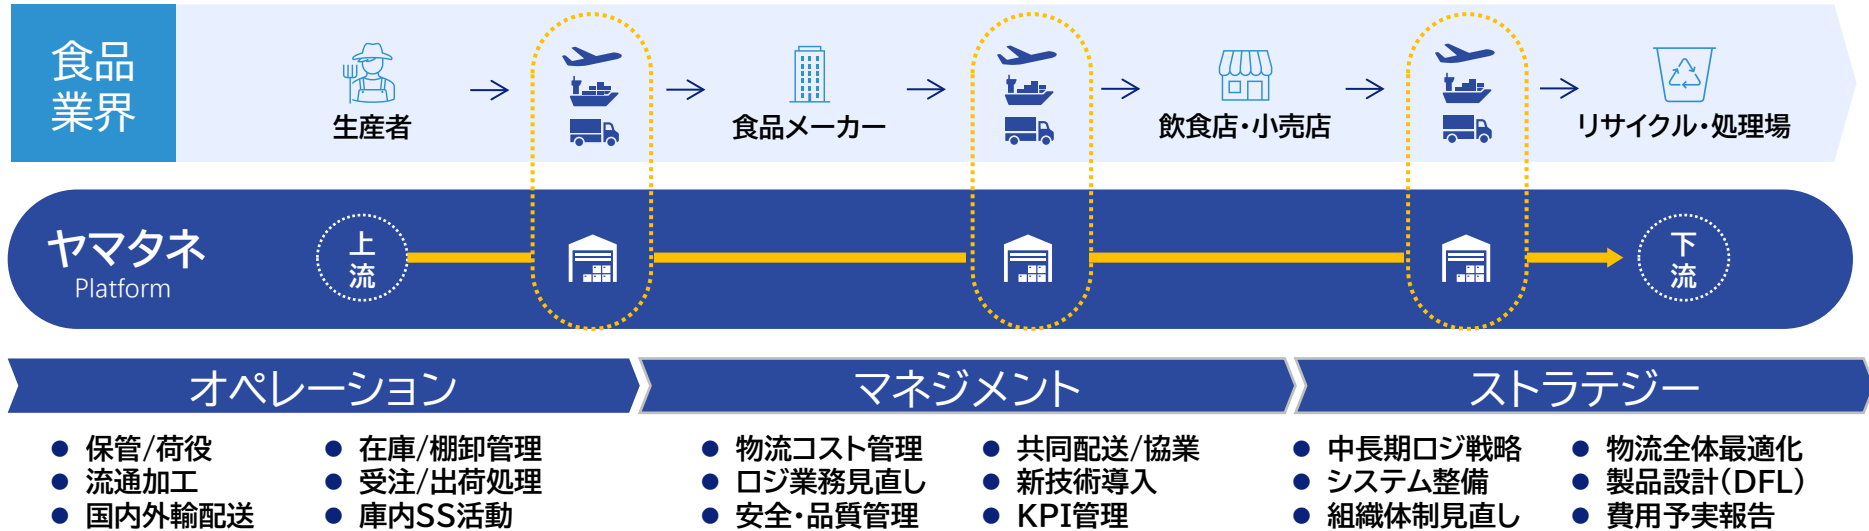 食品
業界
生産者
食品メーカー
飲食店・小売店
リサイクル・処理場
ヤマタネ
Platform
上
流
下
流
オペレーション
マネジメント
ストラテジー
● 保管/荷役
● 流通加工
● 国内外輸配送
● 在庫/棚卸管理
● 受注/出荷処理
● 庫内5S活動
● 物流コスト管理
● ロジ業務見直し
● 安全・品質管理
● 共同配送/協業
● 新技術導入
● KPI管理
● 中長期ロジ戦略
● システム整備
● 組織体制見直し
● 物流全体最適化
● 製品設計(DFL)
● 費用予実報告